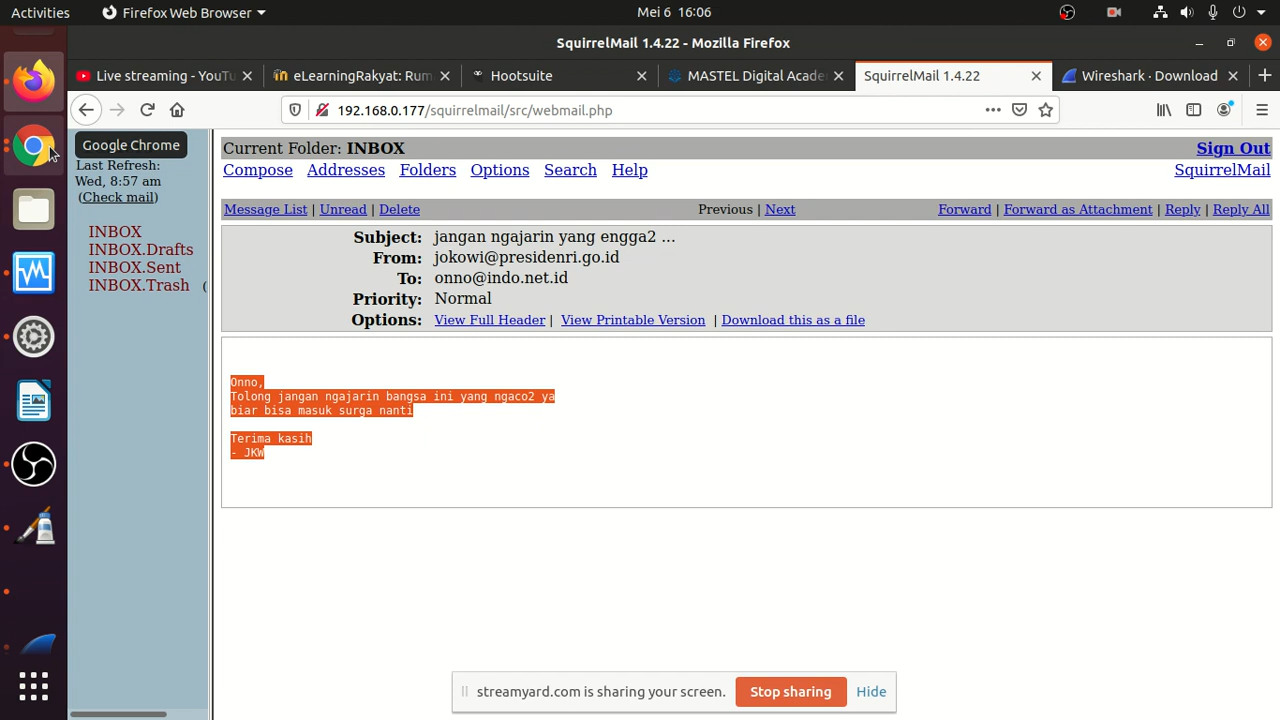 Activities
Firefox Web Browser
Mei 6 16:06
SquirrelMail 1.4.22 - Mozilla Firefox
Live streaming - YouTu
eLearningRakyat: Rum
Hootsuite
MASTEL Digital Acade
SquirrelMail 1.4.22
Wireshark · Download
192.168.0.177/squirrelmail/src/webmail.php
Google Chrome
Last Refresh:
Wed, 8:57 am
(Check mail)
INBOX
INBOX.Drafts
INBOX.Sent
INBOX.Trash (
Current Folder: INBOX
Sign Out
Compose Addresses Folders Options Search Help
SquirrelMail
Message List | Unread | Delete
Previous | Next
Forward | Forward as Attachment | Reply | Reply All
Subject: jangan ngajarin yang engga2 ...
From: jokowi@presidenri.go.id
To: onno@indo.net.id
Priority: Normal
Options: View Full Header | View Printable Version | Download this as a file
Onno,
Tolong jangan ngajarin bangsa ini yang ngaco2 ya
biar bisa masuk surga nanti
Terima kasih
- JKW
streamyard.com is sharing your screen.
Stop sharing
Hide